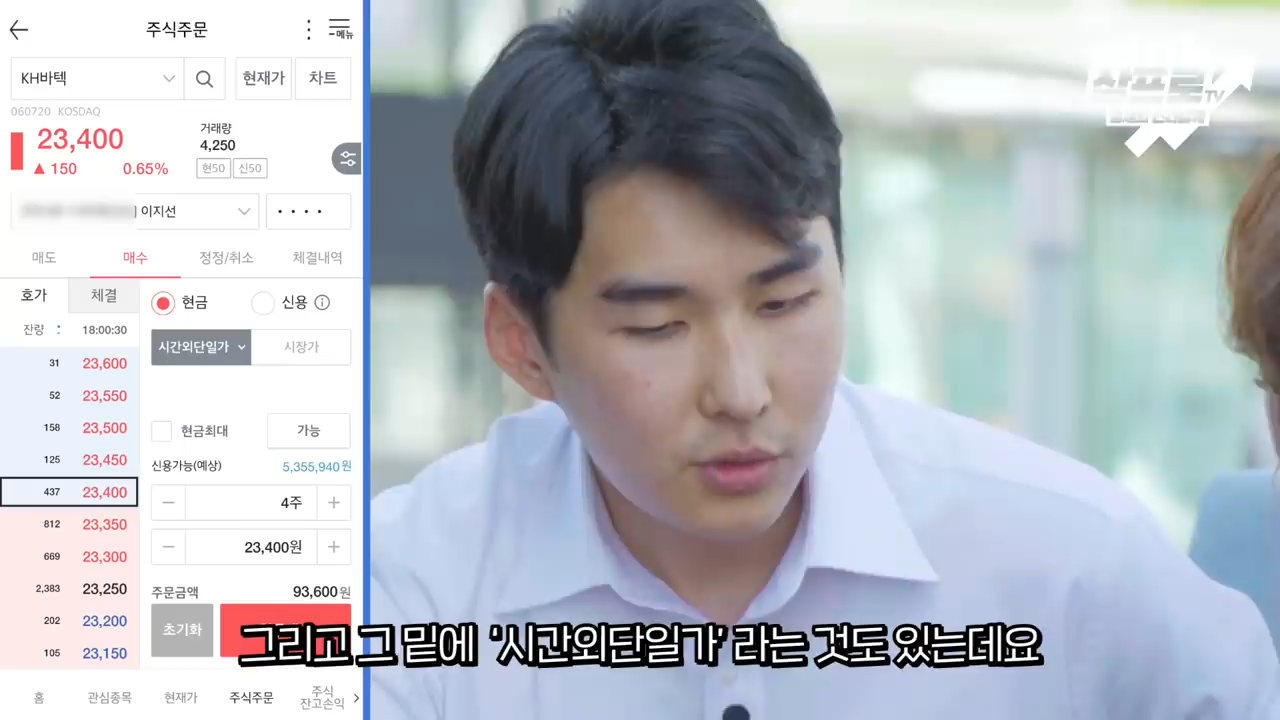 주식주문
메뉴
KH바텍
현재가
차트
060720 KOSDAQ
23,400
▲ 150 0.65%
거래량
4,250
현50 신50
이지선
• • • •
매도 매수 정정/취소 체결내역
호가 체결
현금 신용
잔량 : 18:00:30
시간외단일가 시장가
31 23,600
52 23,550
158 23,500
현금최대 가능
125 23,450
신용가능(예상) 5,355,940원
437 23,400
4주
812 23,350
669 23,300
23,400원
2,383 23,250
주문금액 93,600원
202 23,200
초기화
105 23,150
그리고 그 밑에 '시간외단일가' 라는 것도 있는데요
홈 관심종목 현재가 주식주문 주식 잔고손익